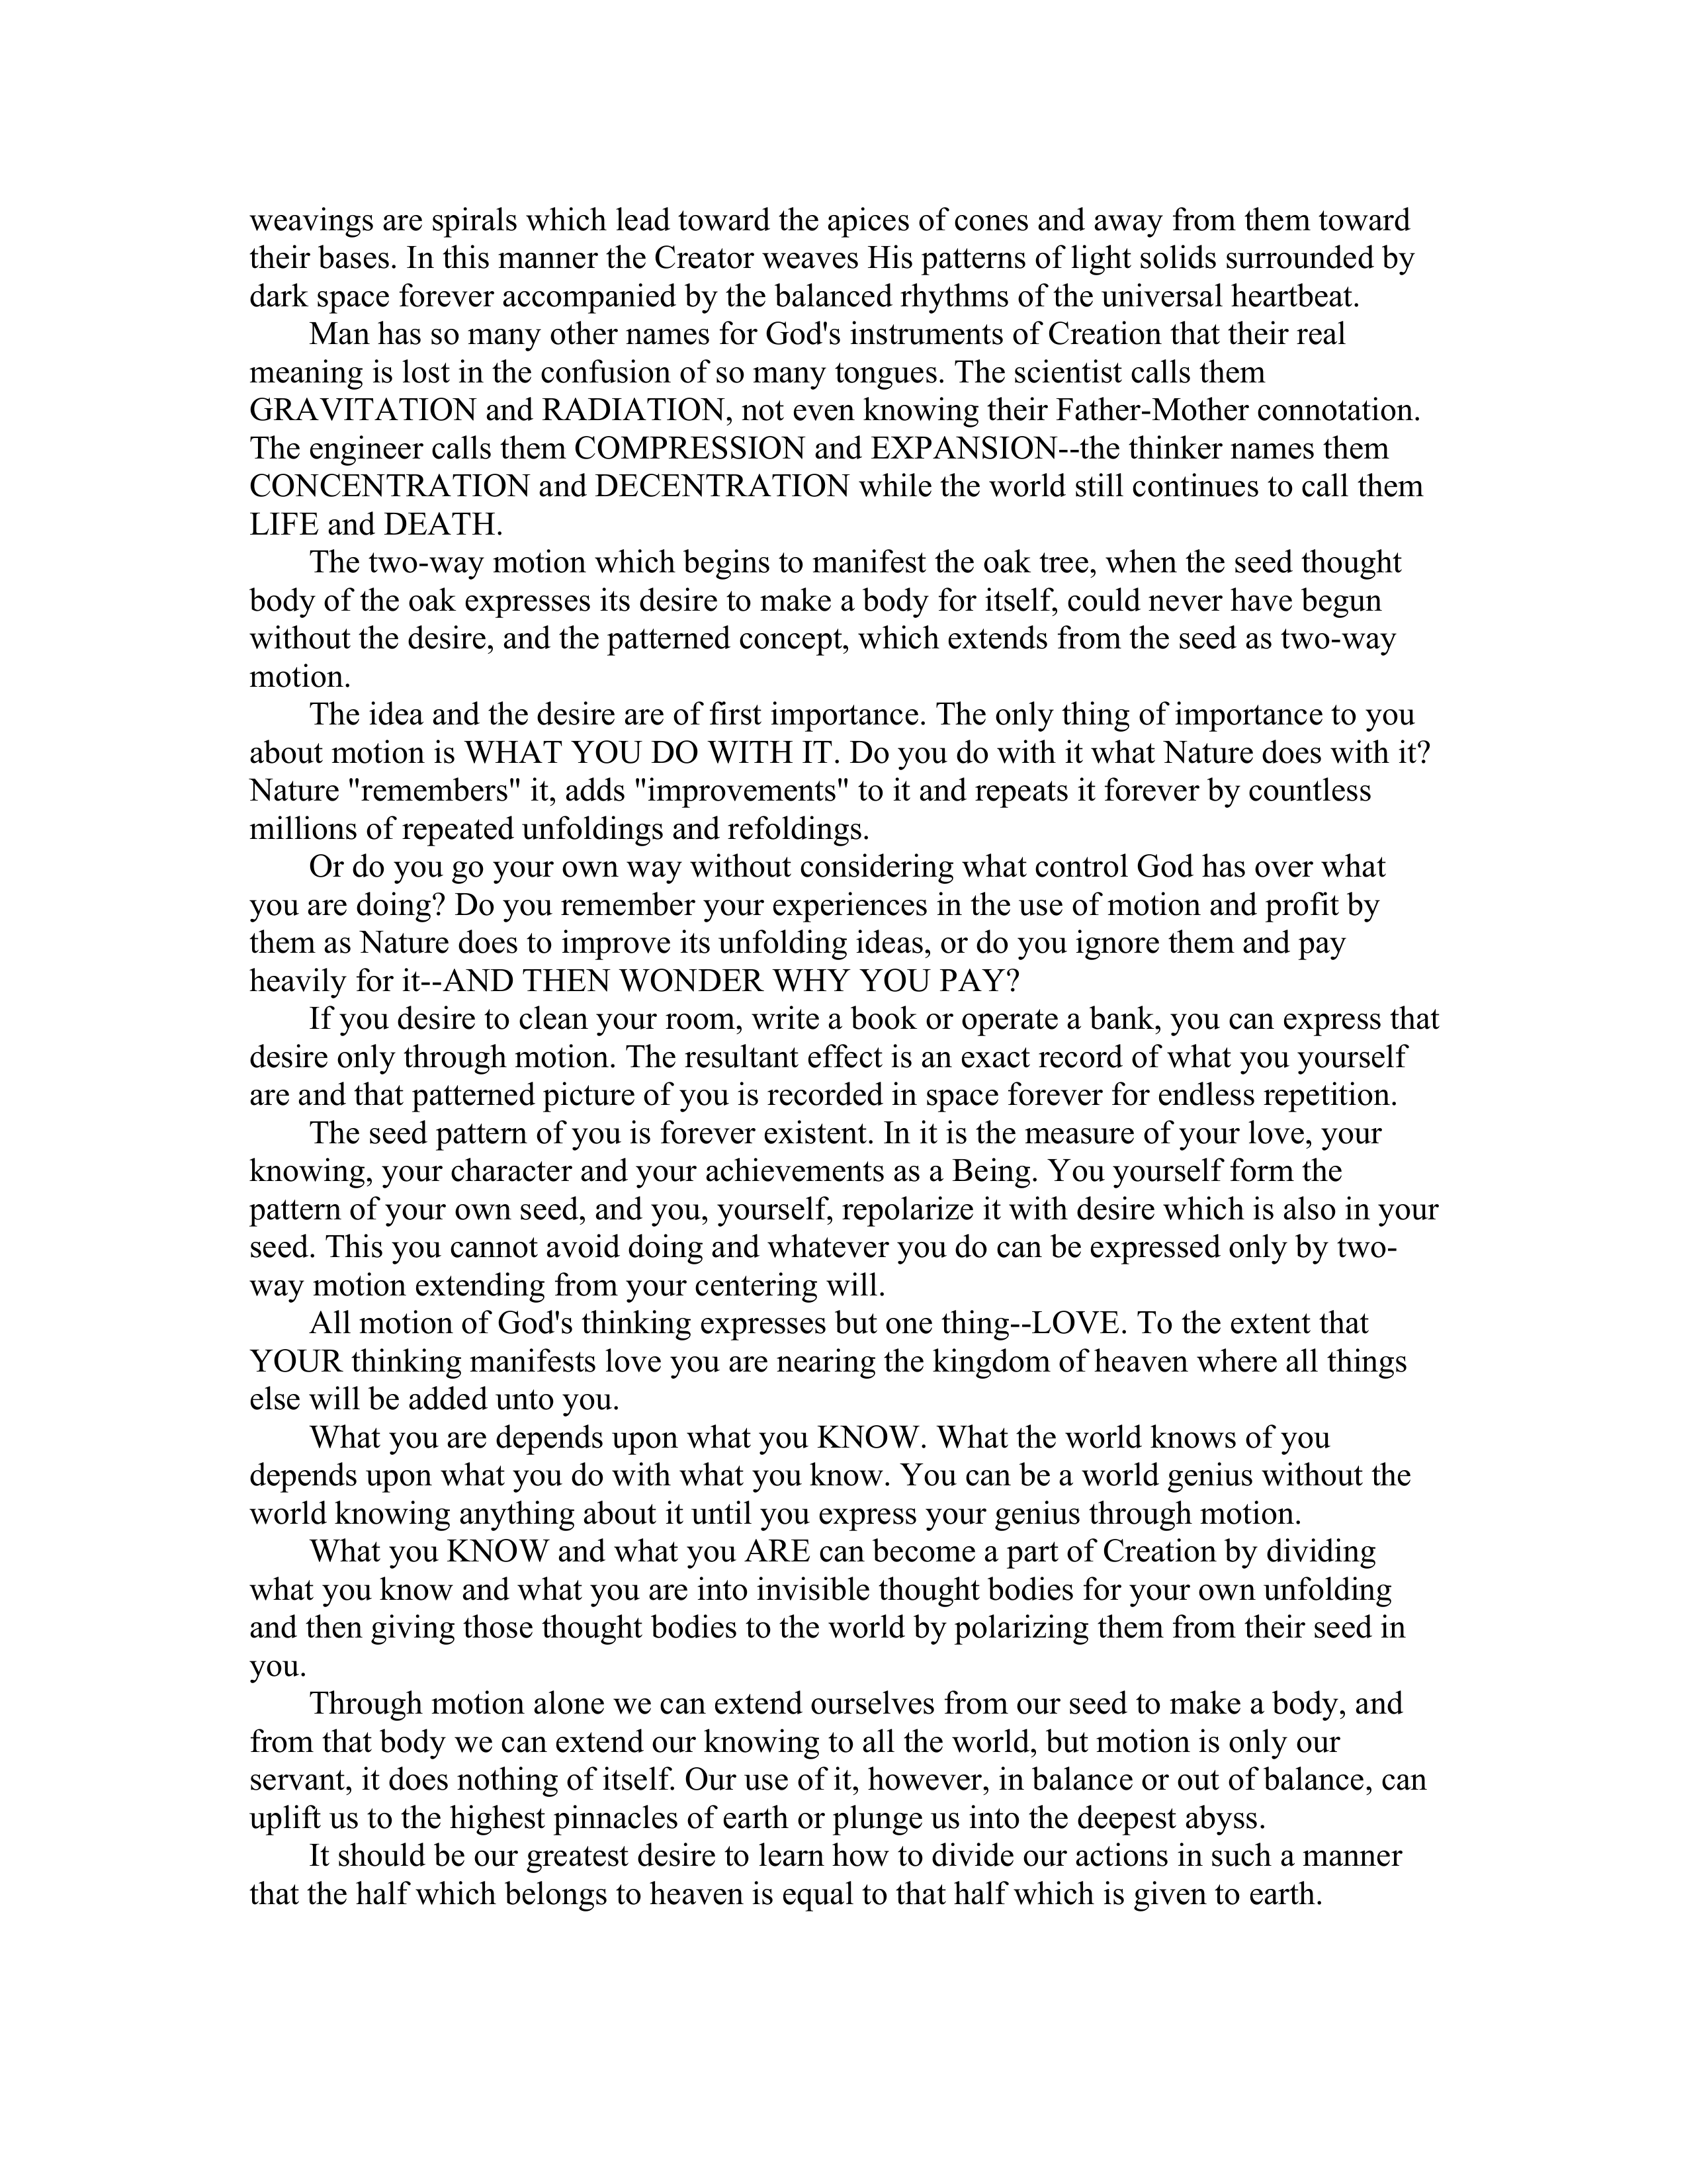 weavings are spirals which lead toward the apices of cones and away from them toward
their bases. In this manner the Creator weaves His patterns of light solids surrounded by
dark space forever accompanied by the balanced rhythms of the universal heartbeat.
Man has so many other names for God's instruments of Creation that their real
meaning is lost in the confusion of so many tongues. The scientist calls them
GRAVITATION and RADIATION, not even knowing their Father-Mother connotation.
The engineer calls them COMPRESSION and EXPANSION--the thinker names them
CONCENTRATION and DECENTRATION while the world still continues to call them
LIFE and DEATH.
The two-way motion which begins to manifest the oak tree, when the seed thought
body of the oak expresses its desire to make a body for itself, could never have begun
without the desire, and the patterned concept, which extends from the seed as two-way
motion.
The idea and the desire are of first importance. The only thing of importance to you
about motion is WHAT YOU DO WITH IT. Do you do with it what Nature does with it?
Nature "remembers" it, adds "improvements" to it and repeats it forever by countless
millions of repeated unfoldings and refoldings.
Or do you go your own way without considering what control God has over what
you are doing? Do you remember your experiences in the use of motion and profit by
them as Nature does to improve its unfolding ideas, or do you ignore them and pay
heavily for it--AND THEN WONDER WHY YOU PAY?
If you desire to clean your room, write a book or operate a bank, you can express that
desire only through motion. The resultant effect is an exact record of what you yourself
are and that patterned picture of you is recorded in space forever for endless repetition.
The seed pattern of you is forever existent. In it is the measure of your love, your
knowing, your character and your achievements as a Being. You yourself form the
pattern of your own seed, and you, yourself, repolarize it with desire which is also in your
seed. This you cannot avoid doing and whatever you do can be expressed only by two-
way motion extending from your centering will.
All motion of God's thinking expresses but one thing--LOVE. To the extent that
YOUR thinking manifests love you are nearing the kingdom of heaven where all things
else will be added unto you.
What you are depends upon what you KNOW. What the world knows of you
depends upon what you do with what you know. You can be a world genius without the
world knowing anything about it until you express your genius through motion.
What you KNOW and what you ARE can become a part of Creation by dividing
what you know and what you are into invisible thought bodies for your own unfolding
and then giving those thought bodies to the world by polarizing them from their seed in
you.
Through motion alone we can extend ourselves from our seed to make a body, and
from that body we can extend our knowing to all the world, but motion is only our
servant, it does nothing of itself. Our use of it, however, in balance or out of balance, can
uplift us to the highest pinnacles of earth or plunge us into the deepest abyss.
It should be our greatest desire to learn how to divide our actions in such a manner
that the half which belongs to heaven is equal to that half which is given to earth.